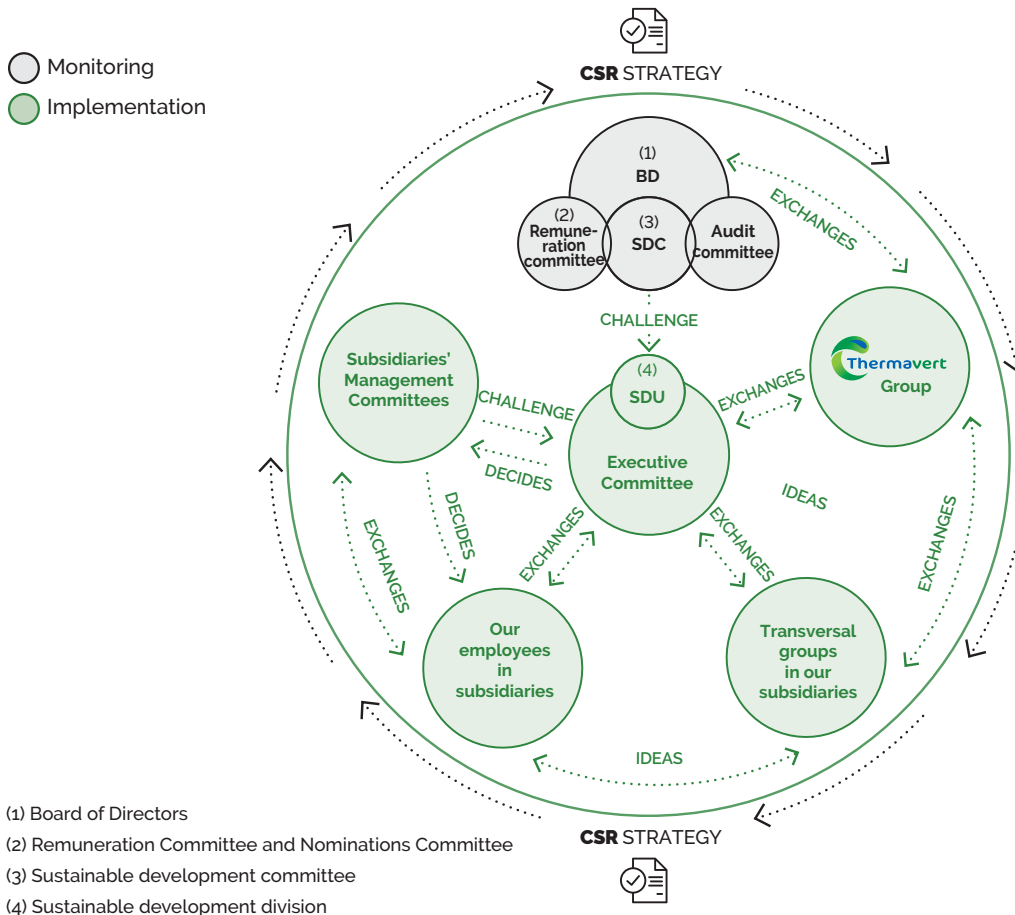 Monitoring
Implementation
CSR STRATEGY
(1)
BD
(2)
Remune-
ration
committee
(3)
SDC
Audit
committee
EXCHANGES
CHALLENGE
Subsidiaries'
Management
Committees
(4)
SDU
Executive
Committee
Thermavert
Group
CHALLENGE
DECIDES
EXCHANGES
IDEAS
DECIDES
EXCHANGES
EXCHANGES
EXCHANGES
EXCHANGES
Our
employees
in
subsidiaries
Transversal
groups
in our
subsidiaries
IDEAS
CSR STRATEGY
(1) Board of Directors
(2) Remuneration Committee and Nominations Committee
(3) Sustainable development committee
(4) Sustainable development division